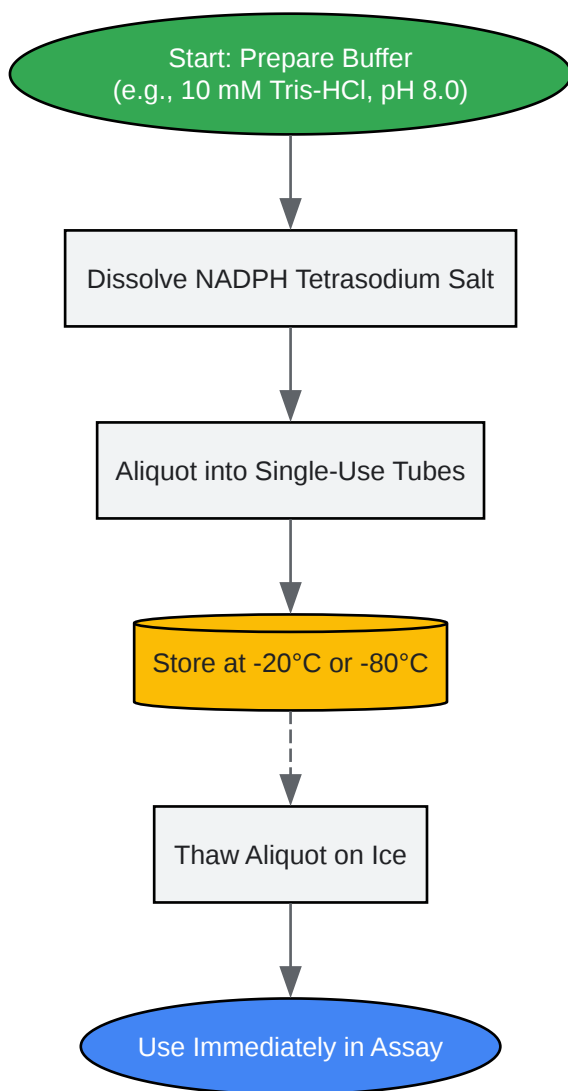 Start: Prepare Buffer
(e.g., 10 mM Tris-HCl, pH 8.0)
Dissolve NADPH Tetrasodium Salt
Aliquot into Single-Use Tubes
Store at -20°C or -80°C
Thaw Aliquot on Ice
Use Immediately in Assay